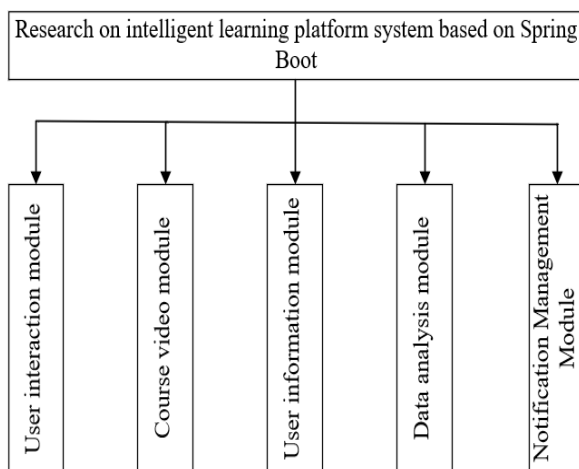 Research on intelligent learning platform system based on Spring
Boot
User interaction module
Course video module
User information module
Data analysis module
Notification Management
Module